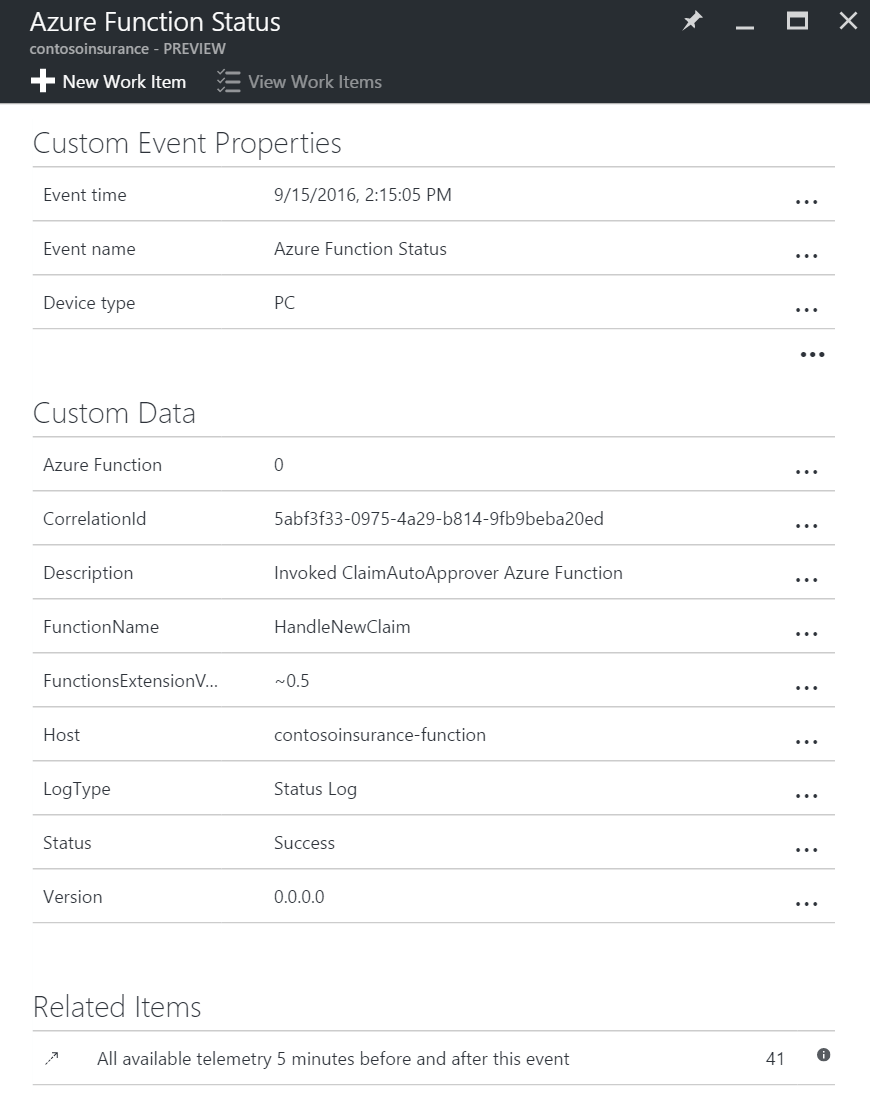 Azure Function Status
contosoinsurance - PREVIEW
New Work Item View Work Items
Custom Event Properties
Event time 9/15/2016, 2:15:05 PM ...
Event name Azure Function Status ...
Device type PC ...
...
Custom Data
Azure Function 0 ...
CorrelationId 5abf3f33-0975-4a29-b814-9fb9beba20ed ...
Description Invoked ClaimAutoApprover Azure Function ...
FunctionName HandleNewClaim ...
FunctionsExtensionV... ~0.5 ...
Host contosoinsurance-function ...
LogType Status Log ...
Status Success ...
Version 0.0.0.0 ...
Related Items
All available telemetry 5 minutes before and after this event 41